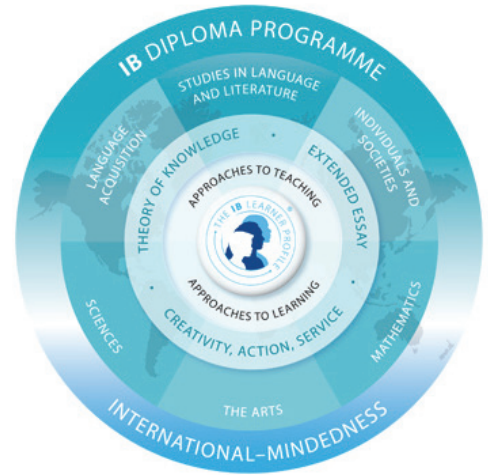 IB DIPLOMA PROGRAMME
STUDIES IN LANGUAGE
AND LITERATURE
LANGUAGE
ACQUISITION
INDIVIDUALS AND
SOCIETIES
THEORY OF KNOWLEDGE
EXTENDED ESSAY
APPROACHES TO TEACHING
THE IB LEARNER PROFILE
®
APPROACHES TO LEARNING
CREATIVITY, ACTION, SERVICE
SCIENCES
MATHEMATICS
THE ARTS
INTERNATIONAL–MINDEDNESS